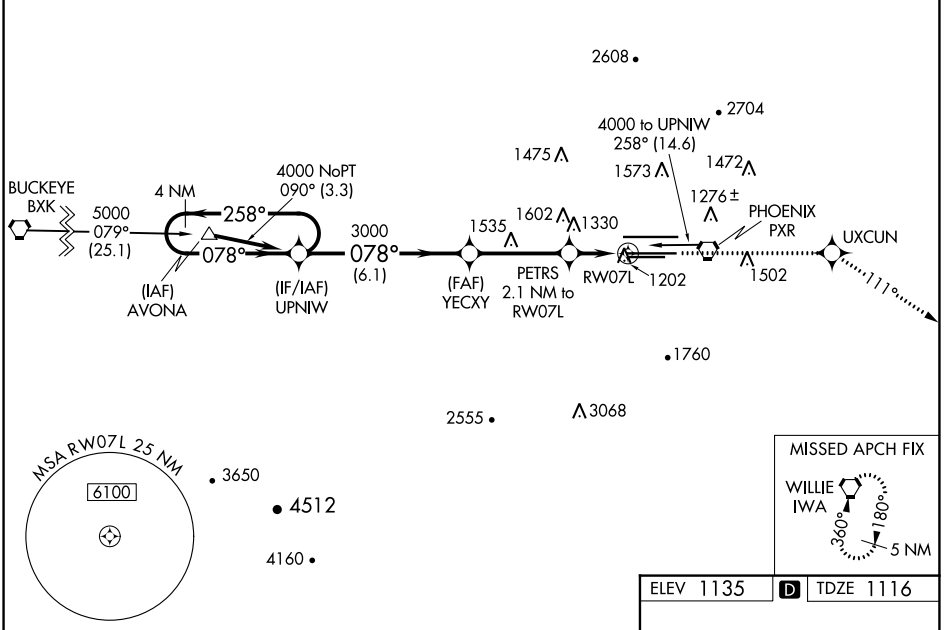 2608
2704
4000 to UPNIW
258° (14.6)
1475
1573
1472
1276±
BUCKEYE
BXK
5000
079°
(25.1)
4 NM
4000 NoPT
090° (3.3)
258°
078°
(IAF)
AVONA
(IF/IAF)
UPNIW
3000
078°
(6.1)
1535
1602
1330
(FAF)
YECXY
PETRS
2.1 NM to
RW07L
RW07L
1202
PHOENIX
PXR
1502
UXCUN
111°
1760
2555
3068
MSA RW07L 25 NM
6100
3650
4512
4160
MISSED APCH FIX
WILLIE
IWA
360°
180°
5 NM
ELEV 1135 D TDZE 1116